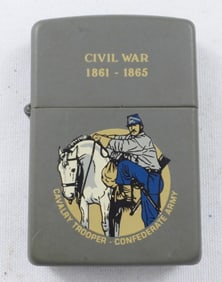 CIVIL WAR
1861 - 1865
CAVALRY TROOPER - CONFEDERATE ARMY